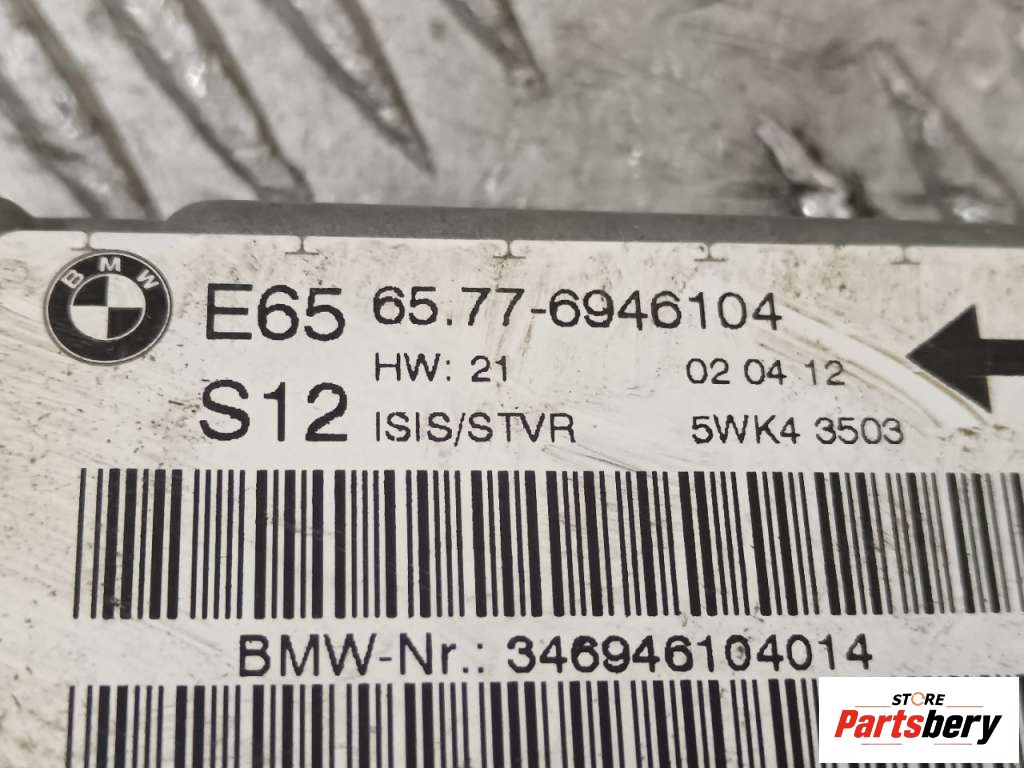 BMW
E65 65.77-6946104
HW: 21 02 04 12
S12 ISIS/STVR 5WK4 3503
BMW-Nr.: 346946104014
STORE
Partsbery